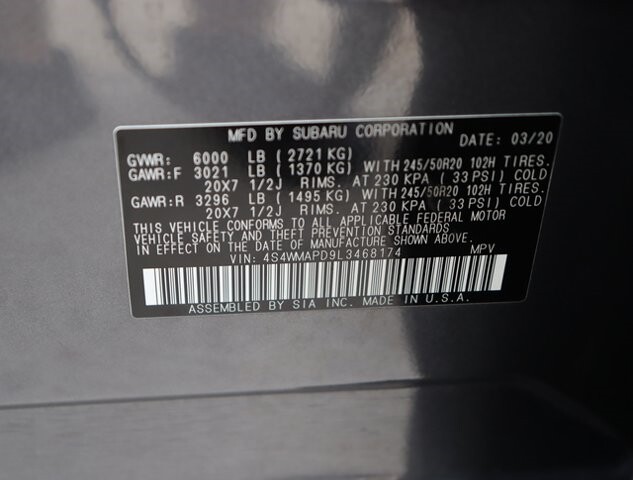 MFD BY SUBARU CORPORATION DATE: 03/20
GVWR: 6000 LB ( 2721 KG)
GAWR:F 3021 LB ( 1370 KG) WITH 245/50R20 102H TIRES.
20X7 1/2J RIMS. AT 230 KPA ( 33 PSI) COLD
GAWR:R 3296 LB ( 1495 KG) WITH 245/50R20 102H TIRES.
20X7 1/2J RIMS. AT 230 KPA ( 33 PSI) COLD
THIS VEHICLE CONFORMS TO ALL APPLICABLE FEDERAL MOTOR
VEHICLE SAFETY AND THEFT PREVENTION STANDARDS
IN EFFECT ON THE DATE OF MANUFACTURE SHOWN ABOVE.
VIN: 4S4WMAPD9L3468174 MPV
ASSEMBLED BY SIA INC. MADE IN U.S.A.